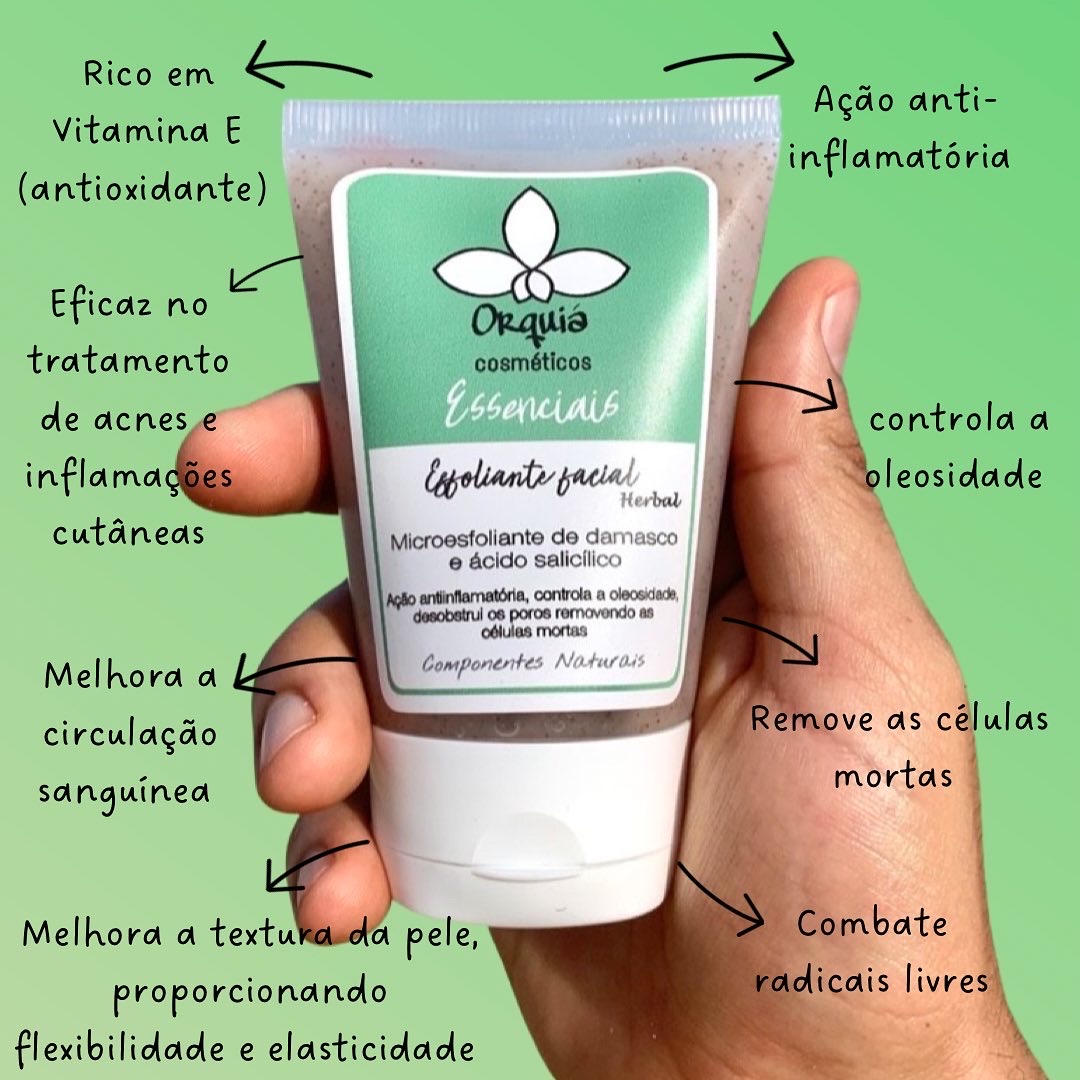 Rico em
Vitamina E
(antioxidante)
Ação anti-
inflamatória
Eficaz no
tratamento
de acnes e
inflamações
cutâneas
controla a
oleosidade
Melhora a
circulação
sanguínea
Remove as células
mortas
Melhora a textura da pele,
proporcionando
flexibilidade e elasticidade
Combate
radicais livres
Orquiá
cosméticos
Essenciais
Esfoliante facial
Herbal
Microesfoliante de damasco
e ácido salicílico
Ação antiinflamatória, controla a oleosidade,
desobstrui os poros removendo as
células mortas
Componentes Naturais